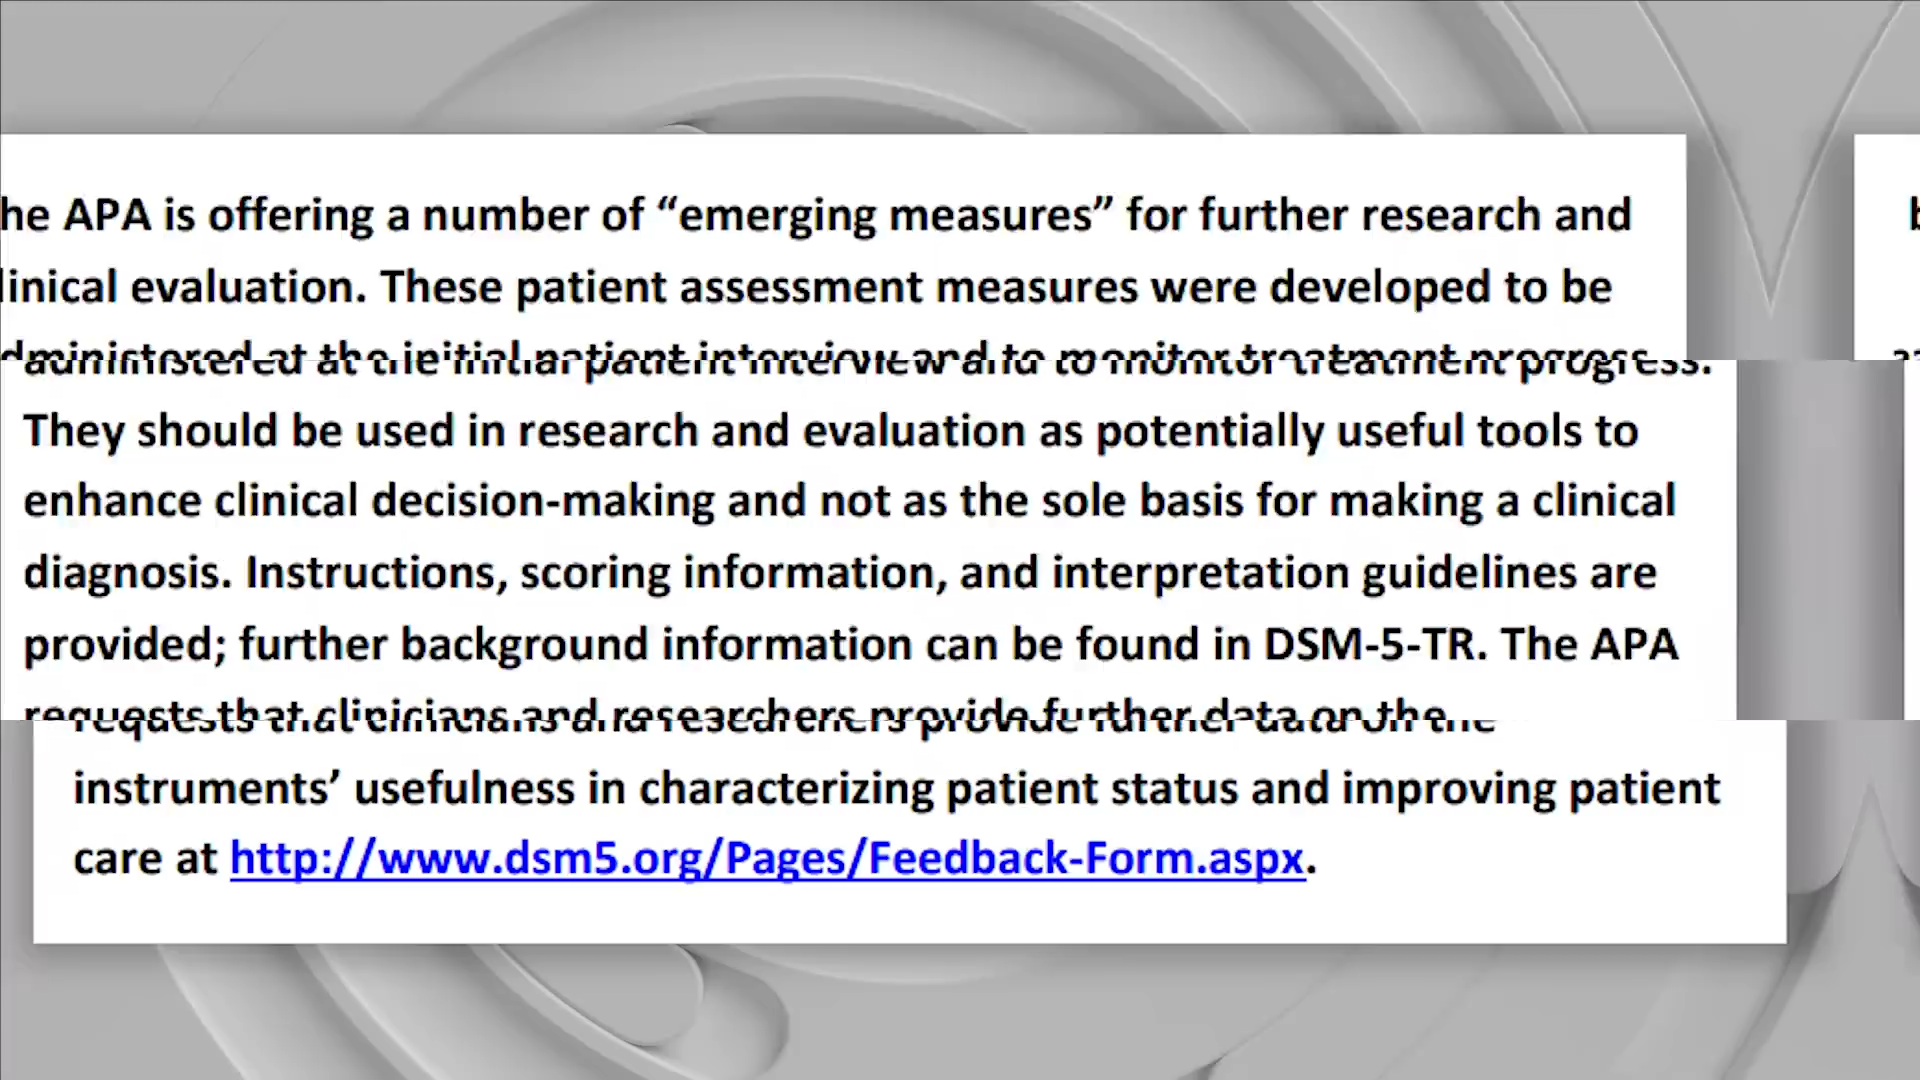 he APA is offering a number of “emerging measures” for further research and
linical evaluation. These patient assessment measures were developed to be
dministered at the initial patient interview and to monitor treatment progress.
They should be used in research and evaluation as potentially useful tools to
enhance clinical decision-making and not as the sole basis for making a clinical
diagnosis. Instructions, scoring information, and interpretation guidelines are
provided; further background information can be found in DSM-5-TR. The APA
requests that clinicians and researchers provide further data on the
instruments’ usefulness in characterizing patient status and improving patient
care at http://www.dsm5.org/Pages/Feedback-Form.aspx.